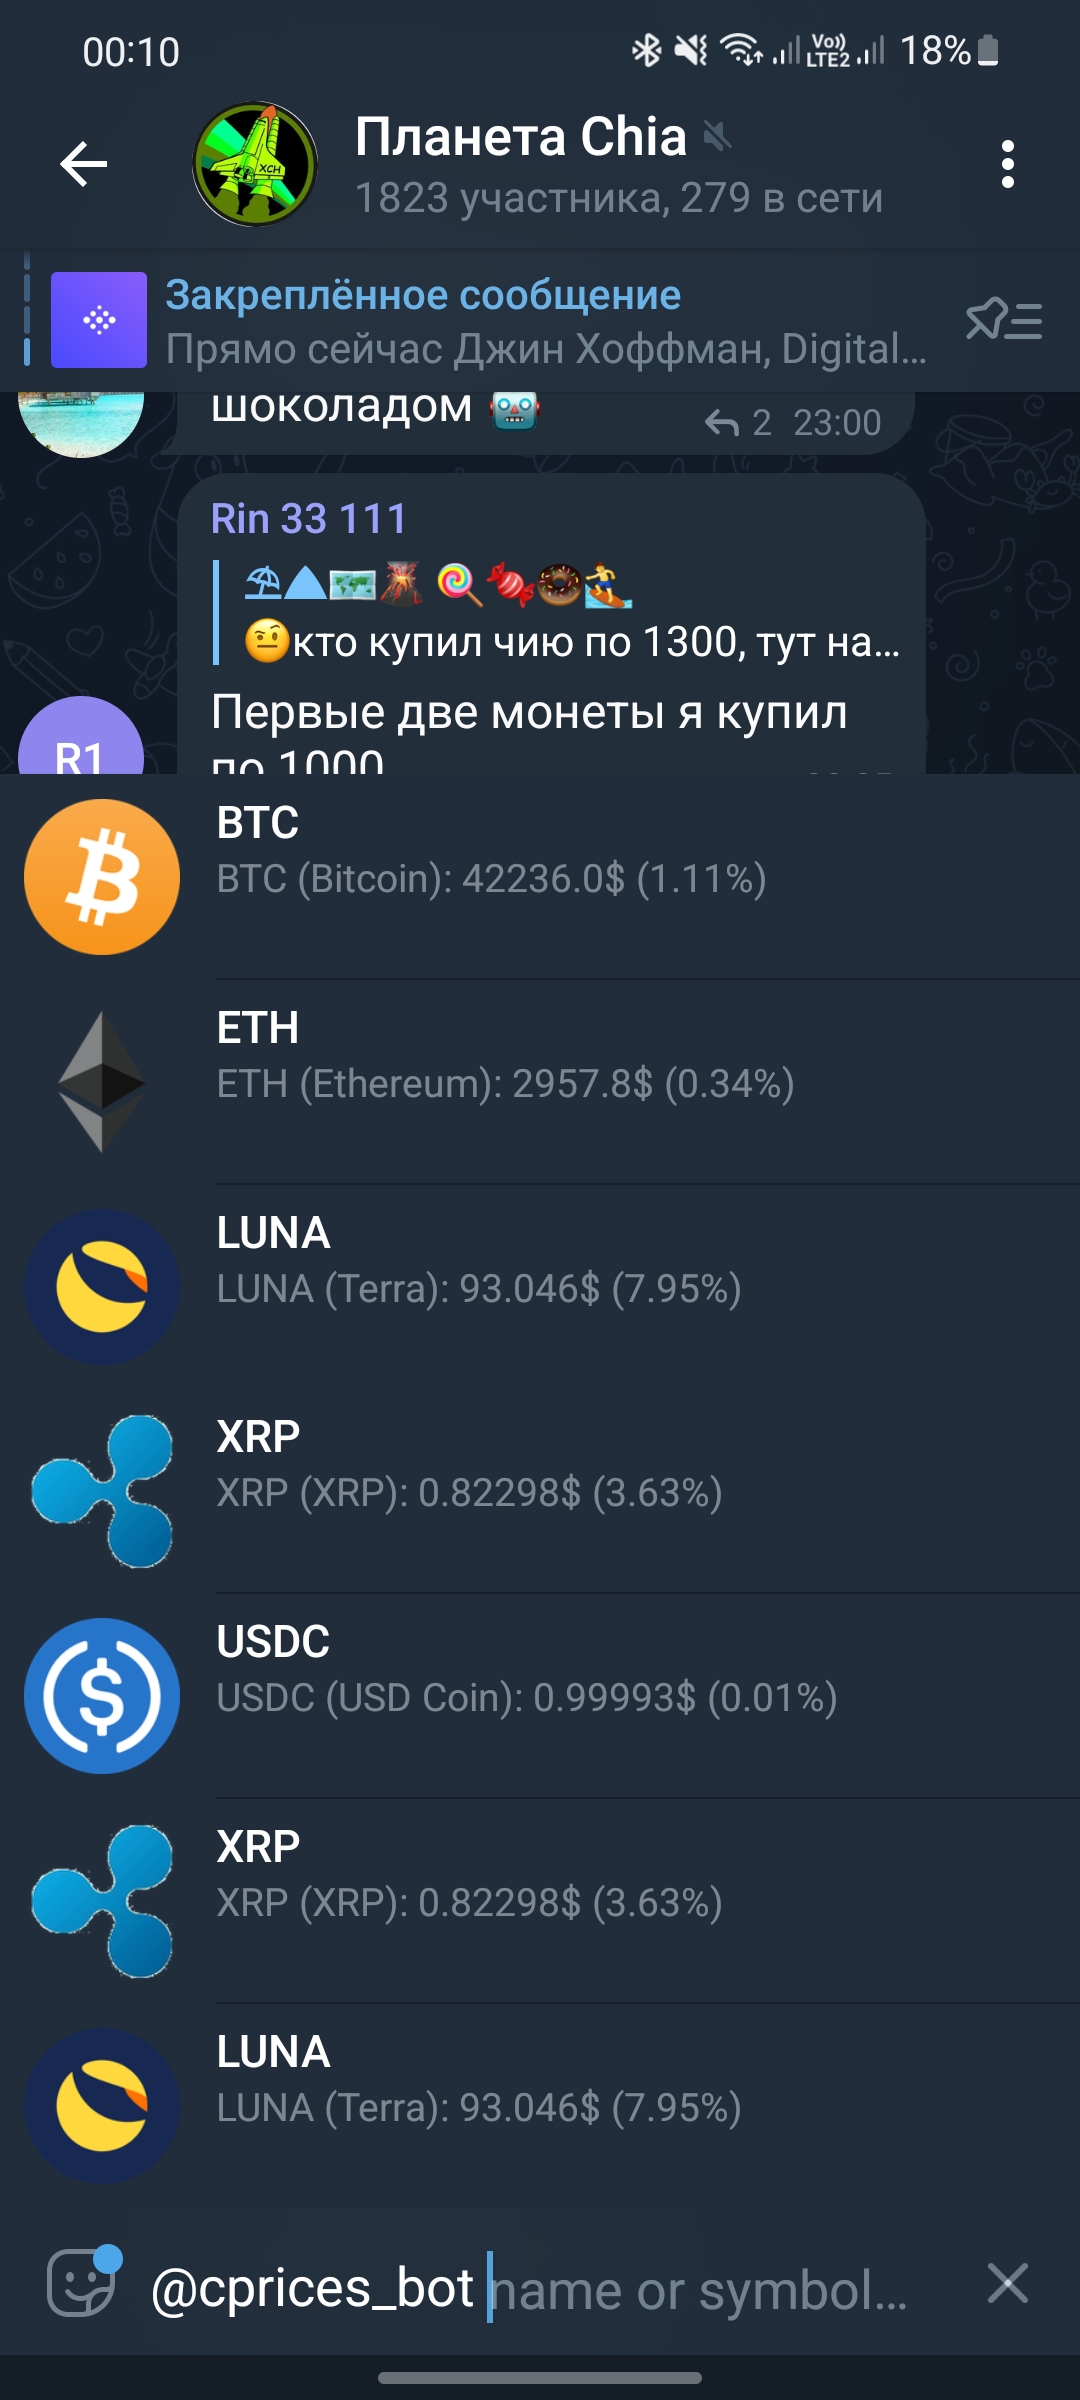 00:10
Vo))
LTE2
18%
XCH
Планета Chia
1823 участника, 279 в сети
Закреплённое сообщение
Прямо сейчас Джин Хоффман, Digital...
шоколадом 🤖
2 23:00
Rin 33 111
⛱⛰🗺🌋🍭🍬🍩🏄
🤨кто купил чию по 1300, тут на...
Первые две монеты я купил
по 1000
R1
BTC
BTC (Bitcoin): 42236.0$ (1.11%)
ETH
ETH (Ethereum): 2957.8$ (0.34%)
LUNA
LUNA (Terra): 93.046$ (7.95%)
XRP
XRP (XRP): 0.82298$ (3.63%)
USDC
USDC (USD Coin): 0.99993$ (0.01%)
XRP
XRP (XRP): 0.82298$ (3.63%)
LUNA
LUNA (Terra): 93.046$ (7.95%)
@cprices_bot name or symbol...